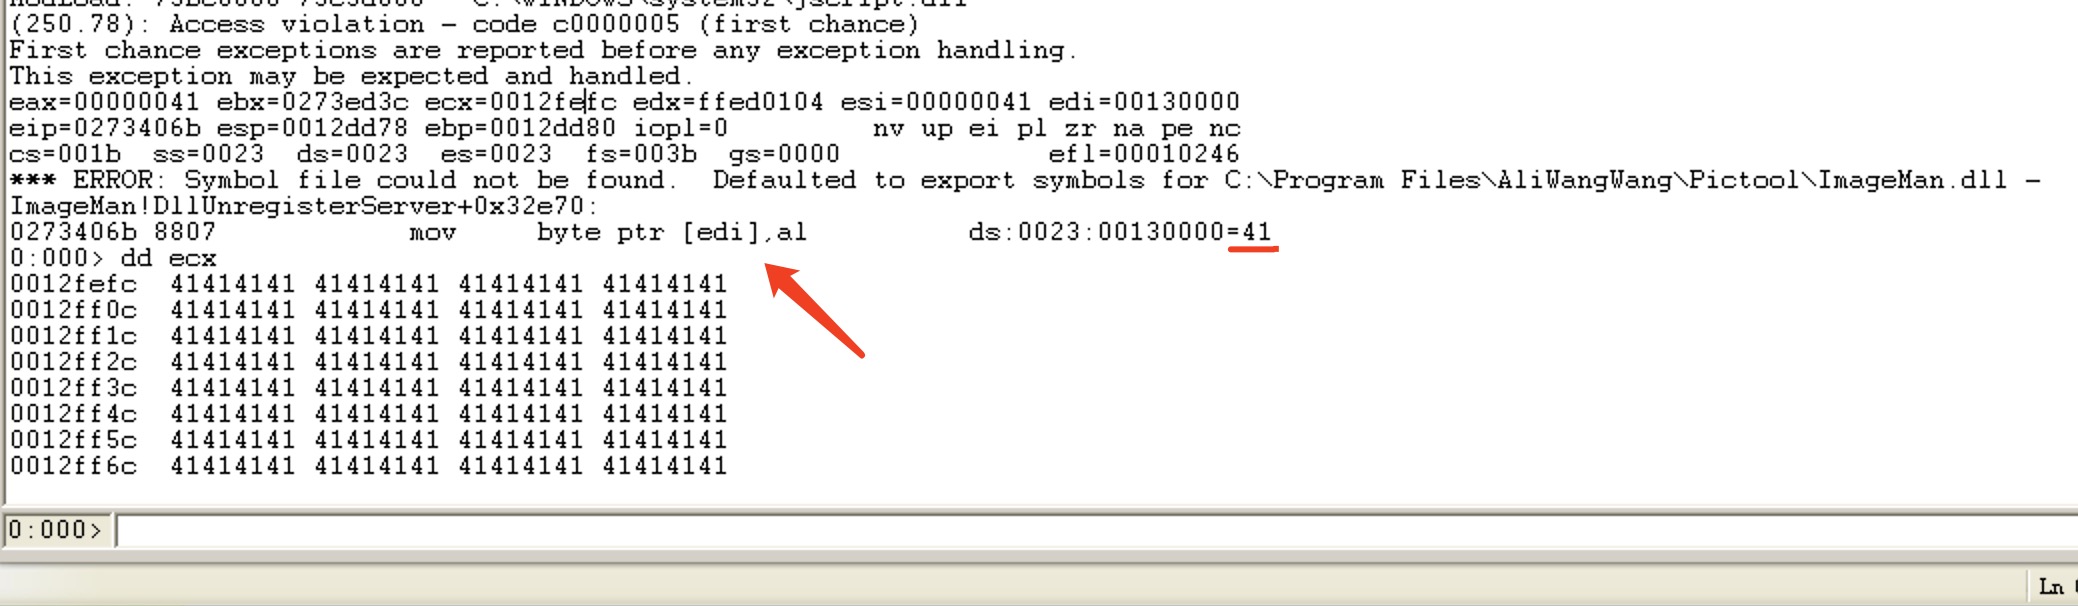 ModLoad: 75bc0000 75c3d000   C:\WINDOWS\system32\jscript.dll
(250.78): Access violation - code c0000005 (first chance)
First chance exceptions are reported before any exception handling.
This exception may be expected and handled.
eax=00000041 ebx=0273ed3c ecx=0012fefc edx=ffed0104 esi=00000041 edi=00130000
eip=0273406b esp=0012dd78 ebp=0012dd80 iopl=0         nv up ei pl zr na pe nc
cs=001b  ss=0023  ds=0023  es=0023  fs=003b  gs=0000             efl=00010246
*** ERROR: Symbol file could not be found.  Defaulted to export symbols for C:\Program Files\AliWangWang\Pictool\ImageMan.dll -
ImageMan!DllUnregisterServer+0x32e70:
0273406b 8807            mov     byte ptr [edi],al          ds:0023:00130000=41
0:000> dd ecx
0012fefc  41414141 41414141 41414141 41414141
0012ff0c  41414141 41414141 41414141 41414141
0012ff1c  41414141 41414141 41414141 41414141
0012ff2c  41414141 41414141 41414141 41414141
0012ff3c  41414141 41414141 41414141 41414141
0012ff4c  41414141 41414141 41414141 41414141
0012ff5c  41414141 41414141 41414141 41414141
0012ff6c  41414141 41414141 41414141 41414141
0:000>
Ln